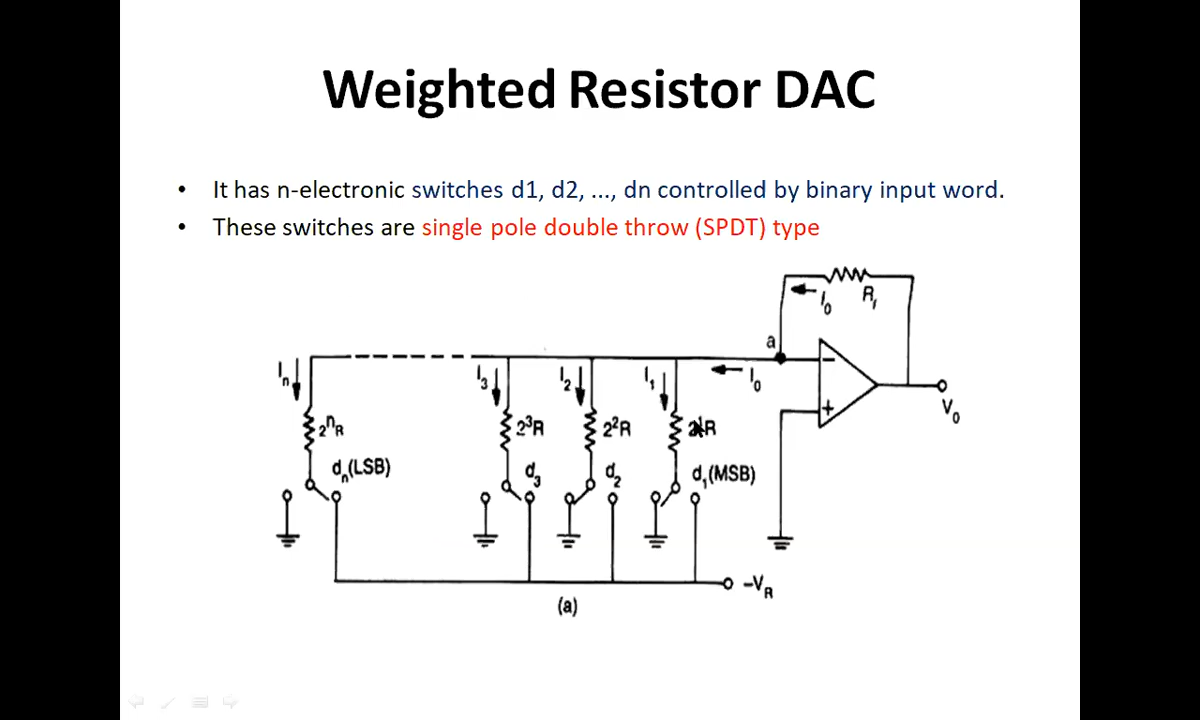 Weighted Resistor DAC
• It has n-electronic switches d1, d2, ..., dn controlled by binary input word.
• These switches are single pole double throw (SPDT) type
I₀ R_f
a
Iₙ I₃ I₂ I₁ I₀
− 
+
V₀
2ⁿR 2³R 2²R R
dₙ(LSB) d₃ d₂ d₁(MSB)
−V_R
(a)